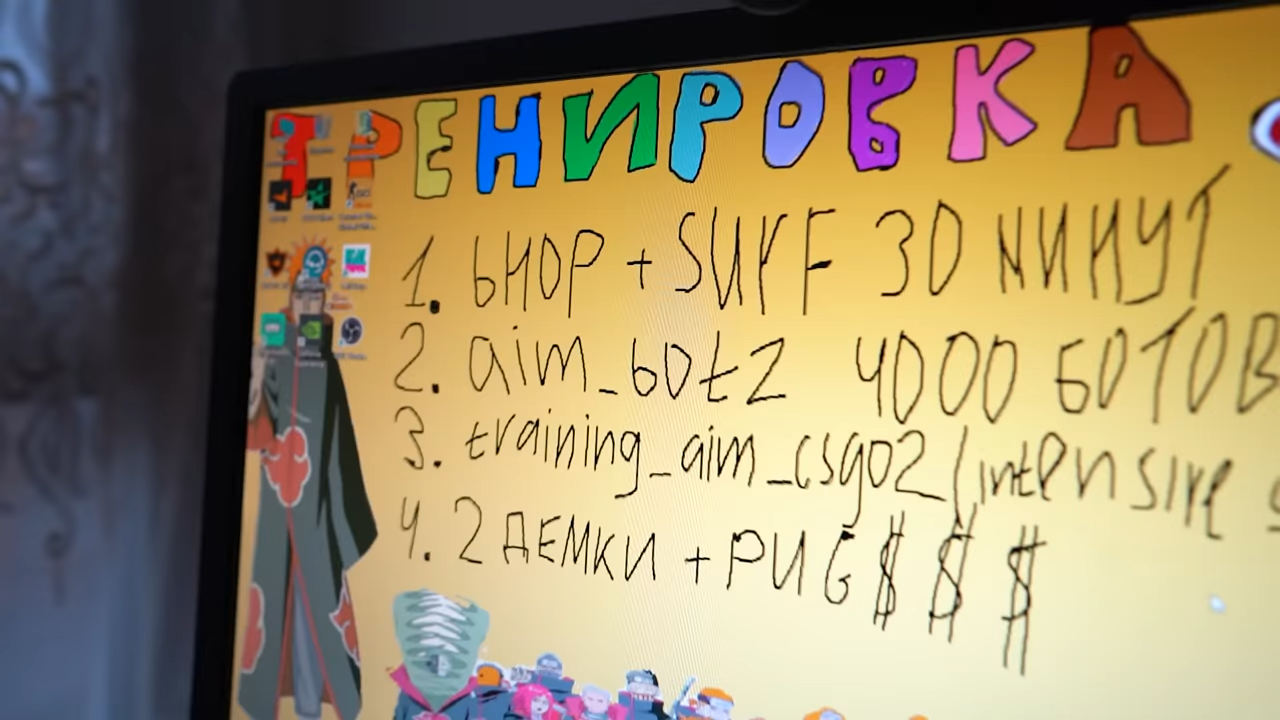 ТРЕНИРОВКА
1. bHOP + SURF 30 МИНУТ
2. aim_botz 4000 БОТОВ
3. training_aim_csgo2 (intensive
4. 2 ДЕМКИ + PUG $ $ $